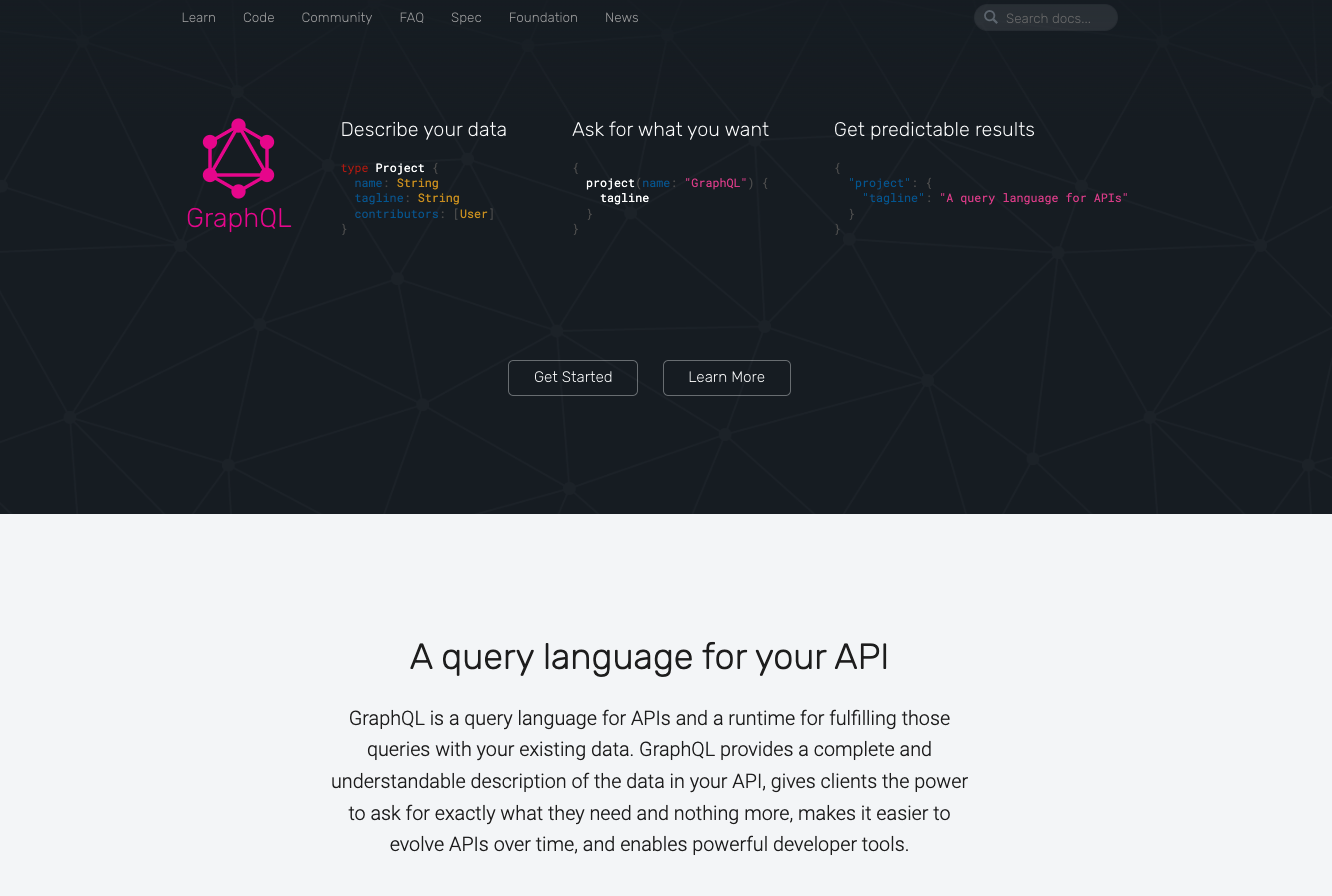 Learn Code Community FAQ Spec Foundation News Search docs...
GraphQL
Describe your data
type Project {
  name: String
  tagline: String
  contributors: [User]
}
Ask for what you want
{
  project(name: "GraphQL") {
    tagline
  }
}
Get predictable results
{
  "project": {
    "tagline": "A query language for APIs"
  }
}
Get Started Learn More
A query language for your API
GraphQL is a query language for APIs and a runtime for fulfilling those
queries with your existing data. GraphQL provides a complete and
understandable description of the data in your API, gives clients the power
to ask for exactly what they need and nothing more, makes it easier to
evolve APIs over time, and enables powerful developer tools.